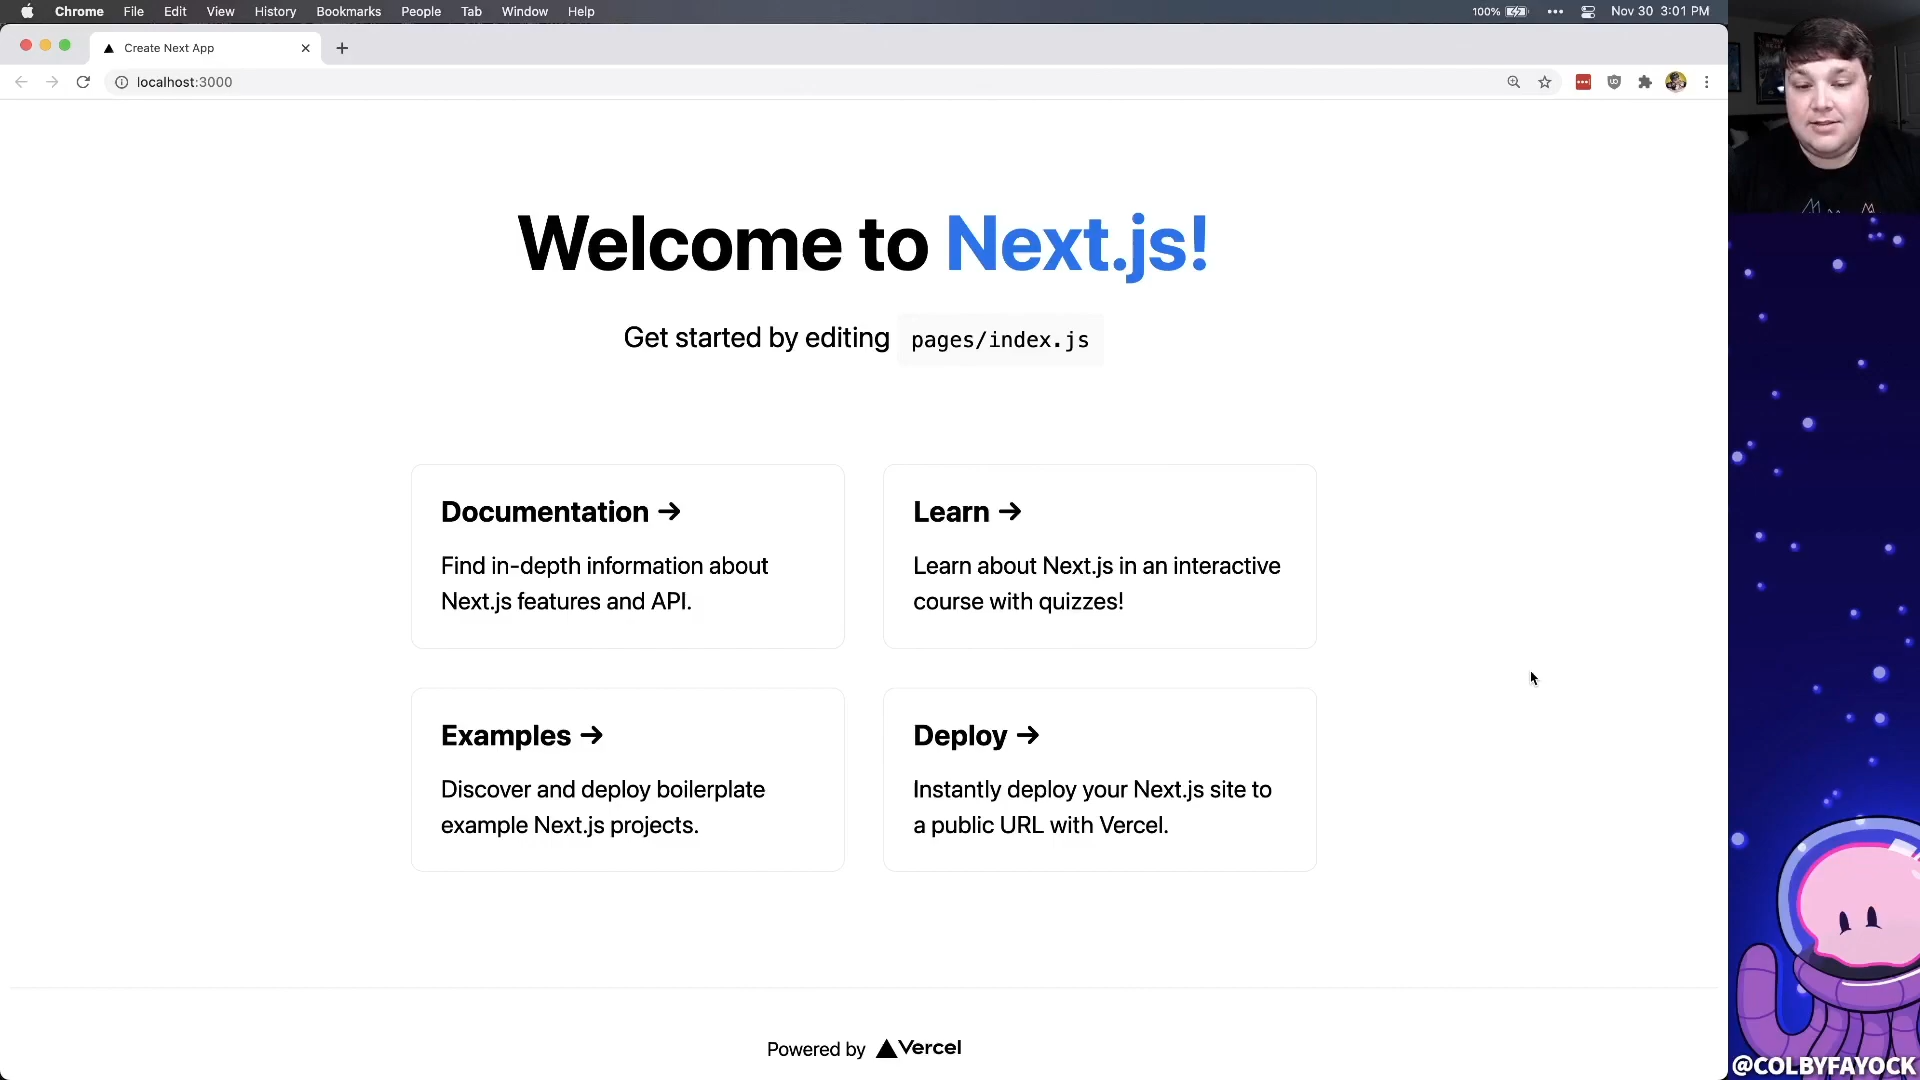 Chrome File Edit View History Bookmarks People Tab Window Help
100% Nov 30 3:01 PM
Create Next App
localhost:3000
Welcome to Next.js!
Get started by editing pages/index.js
Documentation →
Find in-depth information about
Next.js features and API.
Learn →
Learn about Next.js in an interactive
course with quizzes!
Examples →
Discover and deploy boilerplate
example Next.js projects.
Deploy →
Instantly deploy your Next.js site to
a public URL with Vercel.
Powered by Vercel
@COLBYFAYOCK